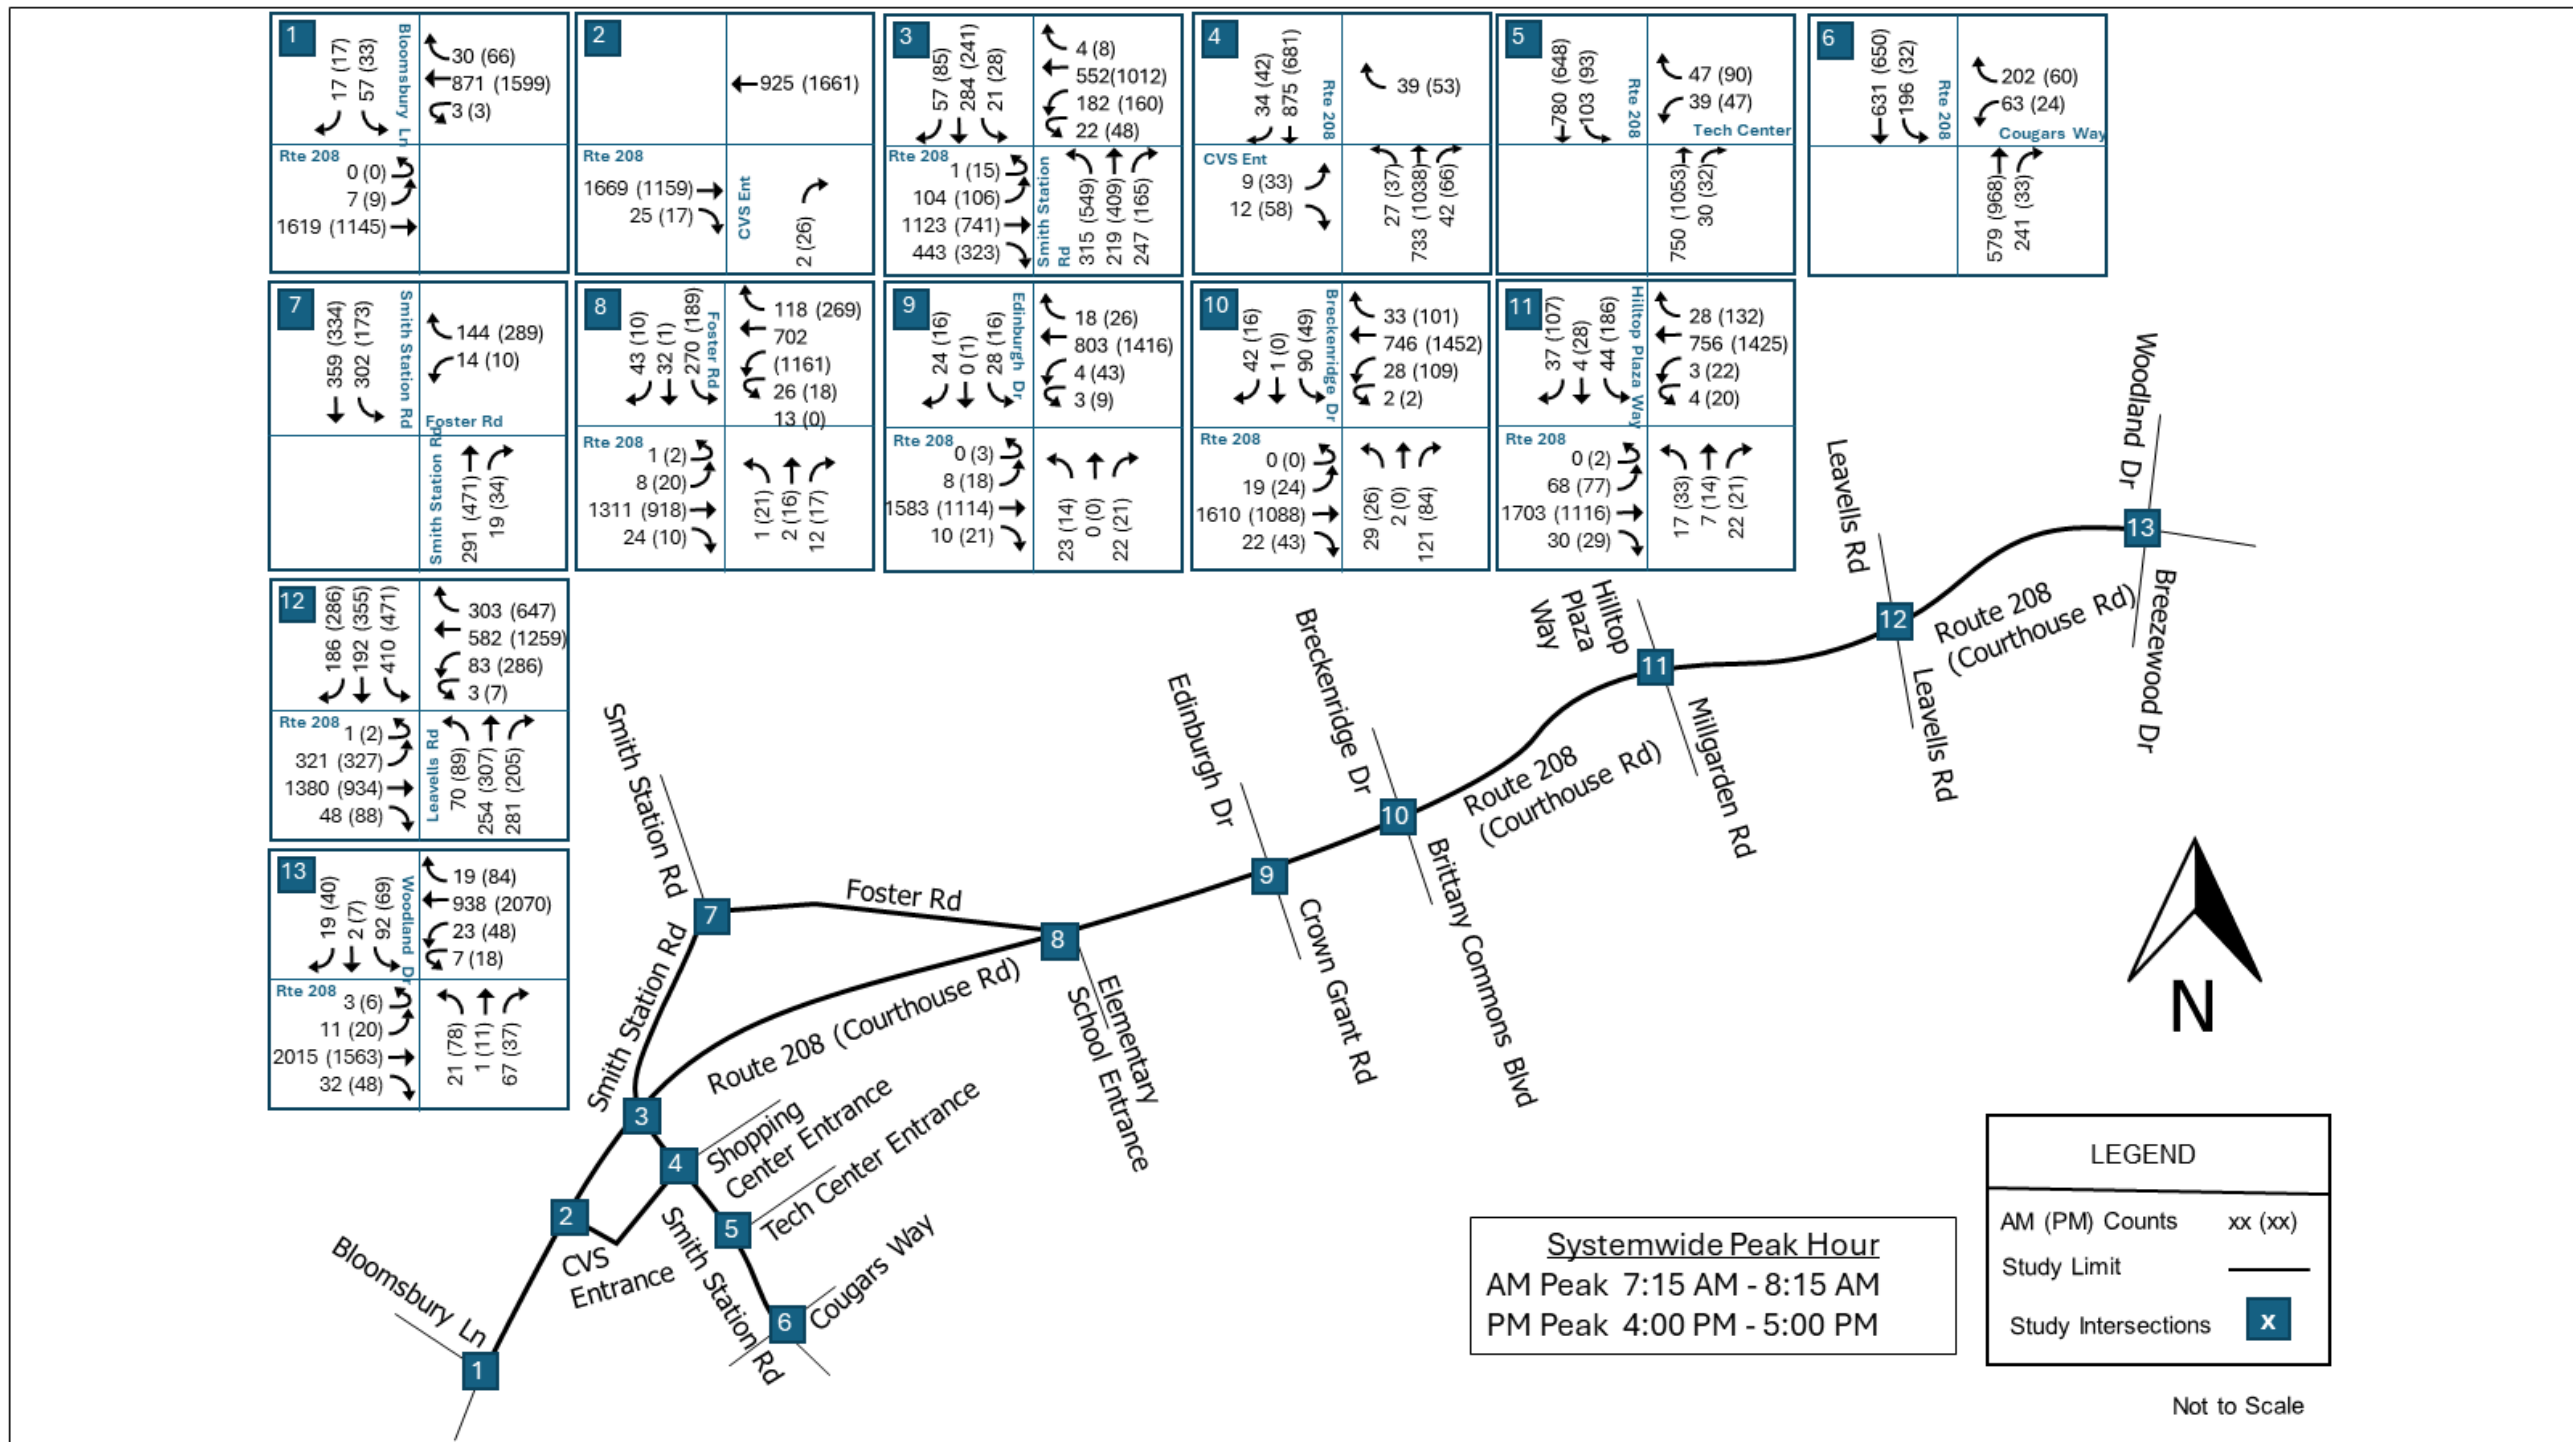 1
17 (17)
57 (33)
Bloomsbury Ln
30 (66)
871 (1599)
3 (3)
Rte 208
0 (0)
7 (9)
1619 (1145)
2
925 (1661)
Rte 208
1669 (1159)
25 (17)
CVS Ent
2 (26)
3
57 (85)
284 (241)
21 (28)
4 (8)
552(1012)
182 (160)
22 (48)
Rte 208
1 (15)
104 (106)
1123 (741)
443 (323)
Smith Station
Rd
315 (549)
219 (409)
247 (165)
4
34 (42)
875 (681)
Rte 208
39 (53)
CVS Ent
9 (33)
12 (58)
27 (37)
733 (1038)
42 (66)
5
780 (648)
103 (93)
Rte 208
47 (90)
39 (47)
Tech Center
750 (1053)
30 (32)
6
631 (650)
196 (32)
Rte 208
202 (60)
63 (24)
Cougars Way
579 (968)
241 (33)
7
359 (334)
302 (173)
Smith Station Rd
144 (289)
14 (10)
Foster Rd
Smith Station Rd
291 (471)
19 (34)
8
43 (10)
32 (1)
270 (189)
Foster Rd
118 (269)
702
(1161)
26 (18)
13 (0)
Rte 208
1 (2)
8 (20)
1311 (918)
24 (10)
1 (21)
2 (16)
12 (17)
9
24 (16)
0 (1)
28 (16)
Edinburgh Dr
18 (26)
803 (1416)
4 (43)
3 (9)
Rte 208
0 (3)
8 (18)
1583 (1114)
10 (21)
23 (14)
0 (0)
22 (21)
10
42 (16)
1 (0)
90 (49)
Breckenridge Dr
33 (101)
746 (1452)
28 (109)
2 (2)
Rte 208
0 (0)
19 (24)
1610 (1088)
22 (43)
29 (26)
2 (0)
121 (84)
11
37 (107)
4 (28)
44 (186)
Hilltop Plaza Way
28 (132)
756 (1425)
3 (22)
4 (20)
Rte 208
0 (2)
68 (77)
1703 (1116)
30 (29)
17 (33)
7 (14)
22 (21)
12
186 (286)
192 (355)
410 (471)
303 (647)
582 (1259)
83 (286)
3 (7)
Rte 208
1 (2)
321 (327)
1380 (934)
48 (88)
Leavells Rd
70 (89)
254 (307)
281 (205)
13
19 (40)
2 (7)
92 (69)
Woodland Dr
19 (84)
938 (2070)
23 (48)
7 (18)
Rte 208
3 (6)
11 (20)
2015 (1563)
32 (48)
21 (78)
1 (11)
67 (37)
Woodland Dr
13
Breezewood Dr
Leavells Rd
12
Leavells Rd
Route 208
(Courthouse Rd)
Hilltop
Plaza
Way
11
Millgarden Rd
Route 208
(Courthouse Rd)
Breckenridge Dr
10
Brittany Commons Blvd
Edinburgh Dr
9
Crown Grant Rd
Smith Station Rd
7
Foster Rd
8
Elementary
School Entrance
Smith Station Rd
Route 208 (Courthouse Rd)
3
4
Shopping
Center Entrance
2
CVS
Entrance
5
Tech Center Entrance
Smith Station Rd
6
Cougars Way
Bloomsbury Ln
1
N
Systemwide Peak Hour
AM Peak 7:15 AM - 8:15 AM
PM Peak 4:00 PM - 5:00 PM
LEGEND
AM (PM) Counts xx (xx)
Study Limit
Study Intersections x
Not to Scale